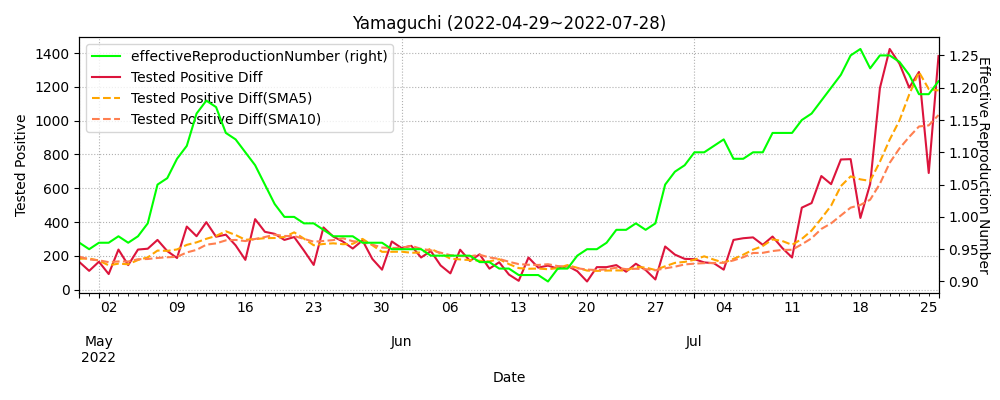 Yamaguchi (2022-04-29~2022-07-28)
effectiveReproductionNumber (right)
Tested Positive Diff
Tested Positive Diff(SMA5)
Tested Positive Diff(SMA10)
Tested Positive
1400
1200
1000
800
600
400
200
0
Effective Reproduction Number
1.25
1.20
1.15
1.10
1.05
1.00
0.95
0.90
02 09 16 23 30 06 13 20 27 04 11 18 25
May Jun Jul
2022
Date